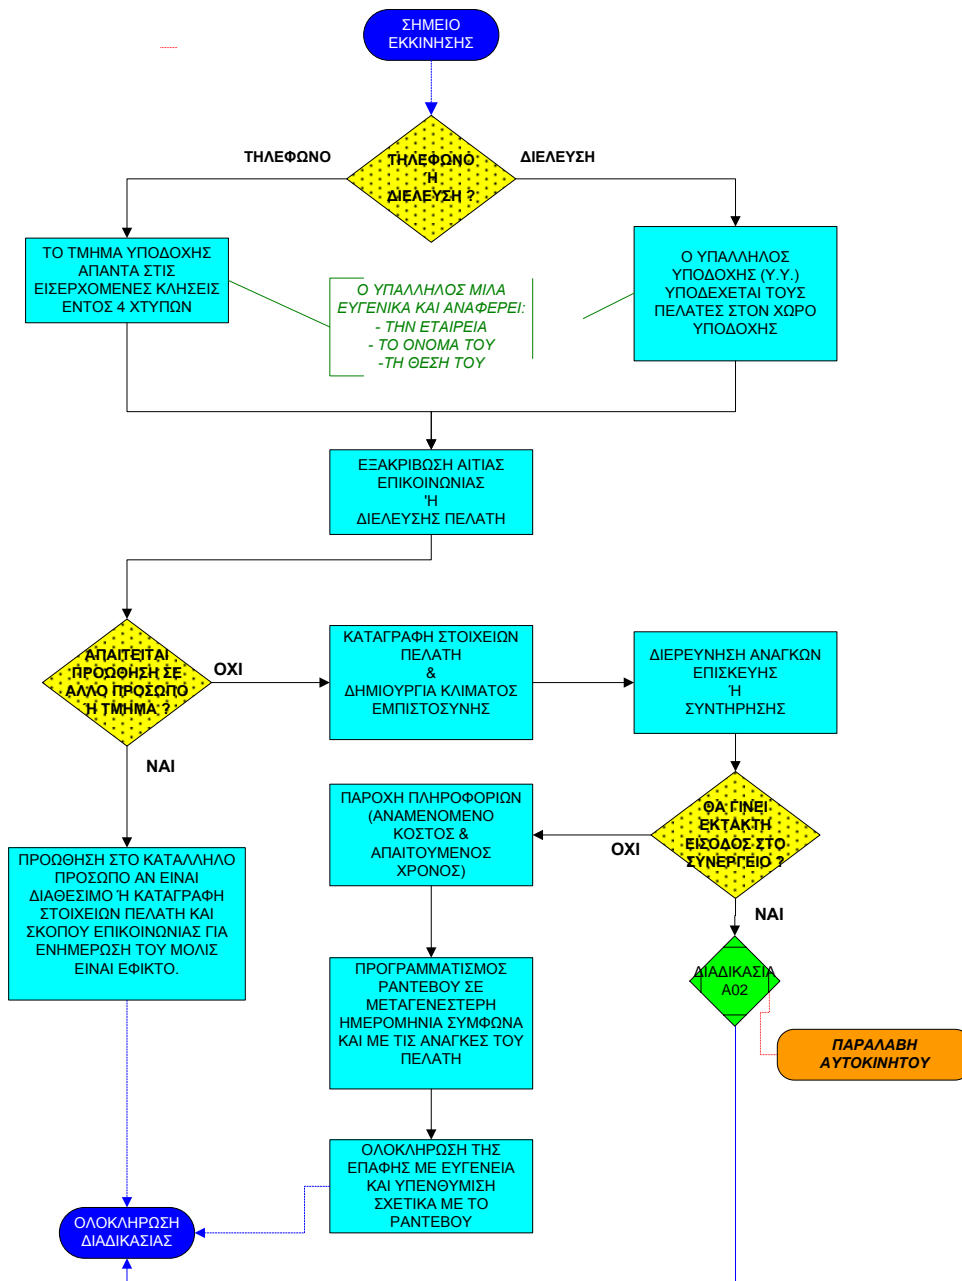 ΣΗΜΕΙΟ
ΕΚΚΙΝΗΣΗΣ
ΤΗΛΕΦΩΝΟ
ΤΗΛΕΦΩΝΟ
Ή
ΔΙΕΛΕΥΣΗ ?
ΔΙΕΛΕΥΣΗ
ΤΟ ΤΜΗΜΑ ΥΠΟΔΟΧΗΣ
ΑΠΑΝΤΑ ΣΤΙΣ
ΕΙΣΕΡΧΟΜΕΝΕΣ ΚΛΗΣΕΙΣ
ΕΝΤΟΣ 4 ΧΤΥΠΩΝ
Ο ΥΠΑΛΛΗΛΟΣ ΜΙΛΑ
ΕΥΓΕΝΙΚΑ ΚΑΙ ΑΝΑΦΕΡΕΙ:
- ΤΗΝ ΕΤΑΙΡΕΙΑ
- ΤΟ ΟΝΟΜΑ ΤΟΥ
-ΤΗ ΘΕΣΗ ΤΟΥ
Ο ΥΠΑΛΛΗΛΟΣ
ΥΠΟΔΟΧΗΣ (Υ.Υ.)
ΥΠΟΔΕΧΕΤΑΙ ΤΟΥΣ
ΠΕΛΑΤΕΣ ΣΤΟΝ ΧΩΡΟ
ΥΠΟΔΟΧΗΣ
ΕΞΑΚΡΙΒΩΣΗ ΑΙΤΙΑΣ
ΕΠΙΚΟΙΝΩΝΙΑΣ
'Η
ΔΙΕΛΕΥΣΗΣ ΠΕΛΑΤΗ
ΑΠΑΙΤΕΙΤΑΙ
ΠΡΟΩΘΗΣΗ ΣΕ
ΑΛΛΟ ΠΡΟΣΩΠΟ
Ή ΤΜΗΜΑ ?
ΟΧΙ
ΝΑΙ
ΚΑΤΑΓΡΑΦΗ ΣΤΟΙΧΕΙΩΝ
ΠΕΛΑΤΗ
&
ΔΗΜΙΟΥΡΓΙΑ ΚΛΙΜΑΤΟΣ
ΕΜΠΙΣΤΟΣΥΝΗΣ
ΔΙΕΡΕΥΝΗΣΗ ΑΝΑΓΚΩΝ
ΕΠΙΣΚΕΥΗΣ
Ή
ΣΥΝΤΗΡΗΣΗΣ
ΘΑ ΓΙΝΕΙ
ΕΚΤΑΚΤΗ
ΕΙΣΟΔΟΣ ΣΤΟ
ΣΥΝΕΡΓΕΙΟ ?
ΟΧΙ
ΝΑΙ
ΠΑΡΟΧΗ ΠΛΗΡΟΦΟΡΙΩΝ
(ΑΝΑΜΕΝΟΜΕΝΟ
ΚΟΣΤΟΣ &
ΑΠΑΙΤΟΥΜΕΝΟΣ
ΧΡΟΝΟΣ)
ΠΡΟΩΘΗΣΗ ΣΤΟ ΚΑΤΑΛΛΗΛΟ
ΠΡΟΣΩΠΟ ΑΝ ΕΙΝΑΙ
ΔΙΑΘΕΣΙΜΟ Ή ΚΑΤΑΓΡΑΦΗ
ΣΤΟΙΧΕΙΩΝ ΠΕΛΑΤΗ ΚΑΙ
ΣΚΟΠΟΥ ΕΠΙΚΟΙΝΩΝΙΑΣ ΓΙΑ
ΕΝΗΜΕΡΩΣΗ ΤΟΥ ΜΟΛΙΣ
ΕΙΝΑΙ ΕΦΙΚΤΟ.
ΔΙΑΔΙΚΑΣΙΑ
Α02
ΠΑΡΑΛΑΒΗ
ΑΥΤΟΚΙΝΗΤΟΥ
ΠΡΟΓΡΑΜΜΑΤΙΣΜΟΣ
ΡΑΝΤΕΒΟΥ ΣΕ
ΜΕΤΑΓΕΝΕΣΤΕΡΗ
ΗΜΕΡΟΜΗΝΙΑ ΣΥΜΦΩΝΑ
ΚΑΙ ΜΕ ΤΙΣ ΑΝΑΓΚΕΣ ΤΟΥ
ΠΕΛΑΤΗ
ΟΛΟΚΛΗΡΩΣΗ ΤΗΣ
ΕΠΑΦΗΣ ΜΕ ΕΥΓΕΝΕΙΑ
ΚΑΙ ΥΠΕΝΘΥΜΙΣΗ
ΣΧΕΤΙΚΑ ΜΕ ΤΟ
ΡΑΝΤΕΒΟΥ
ΟΛΟΚΛΗΡΩΣΗ
ΔΙΑΔΙΚΑΣΙΑΣ